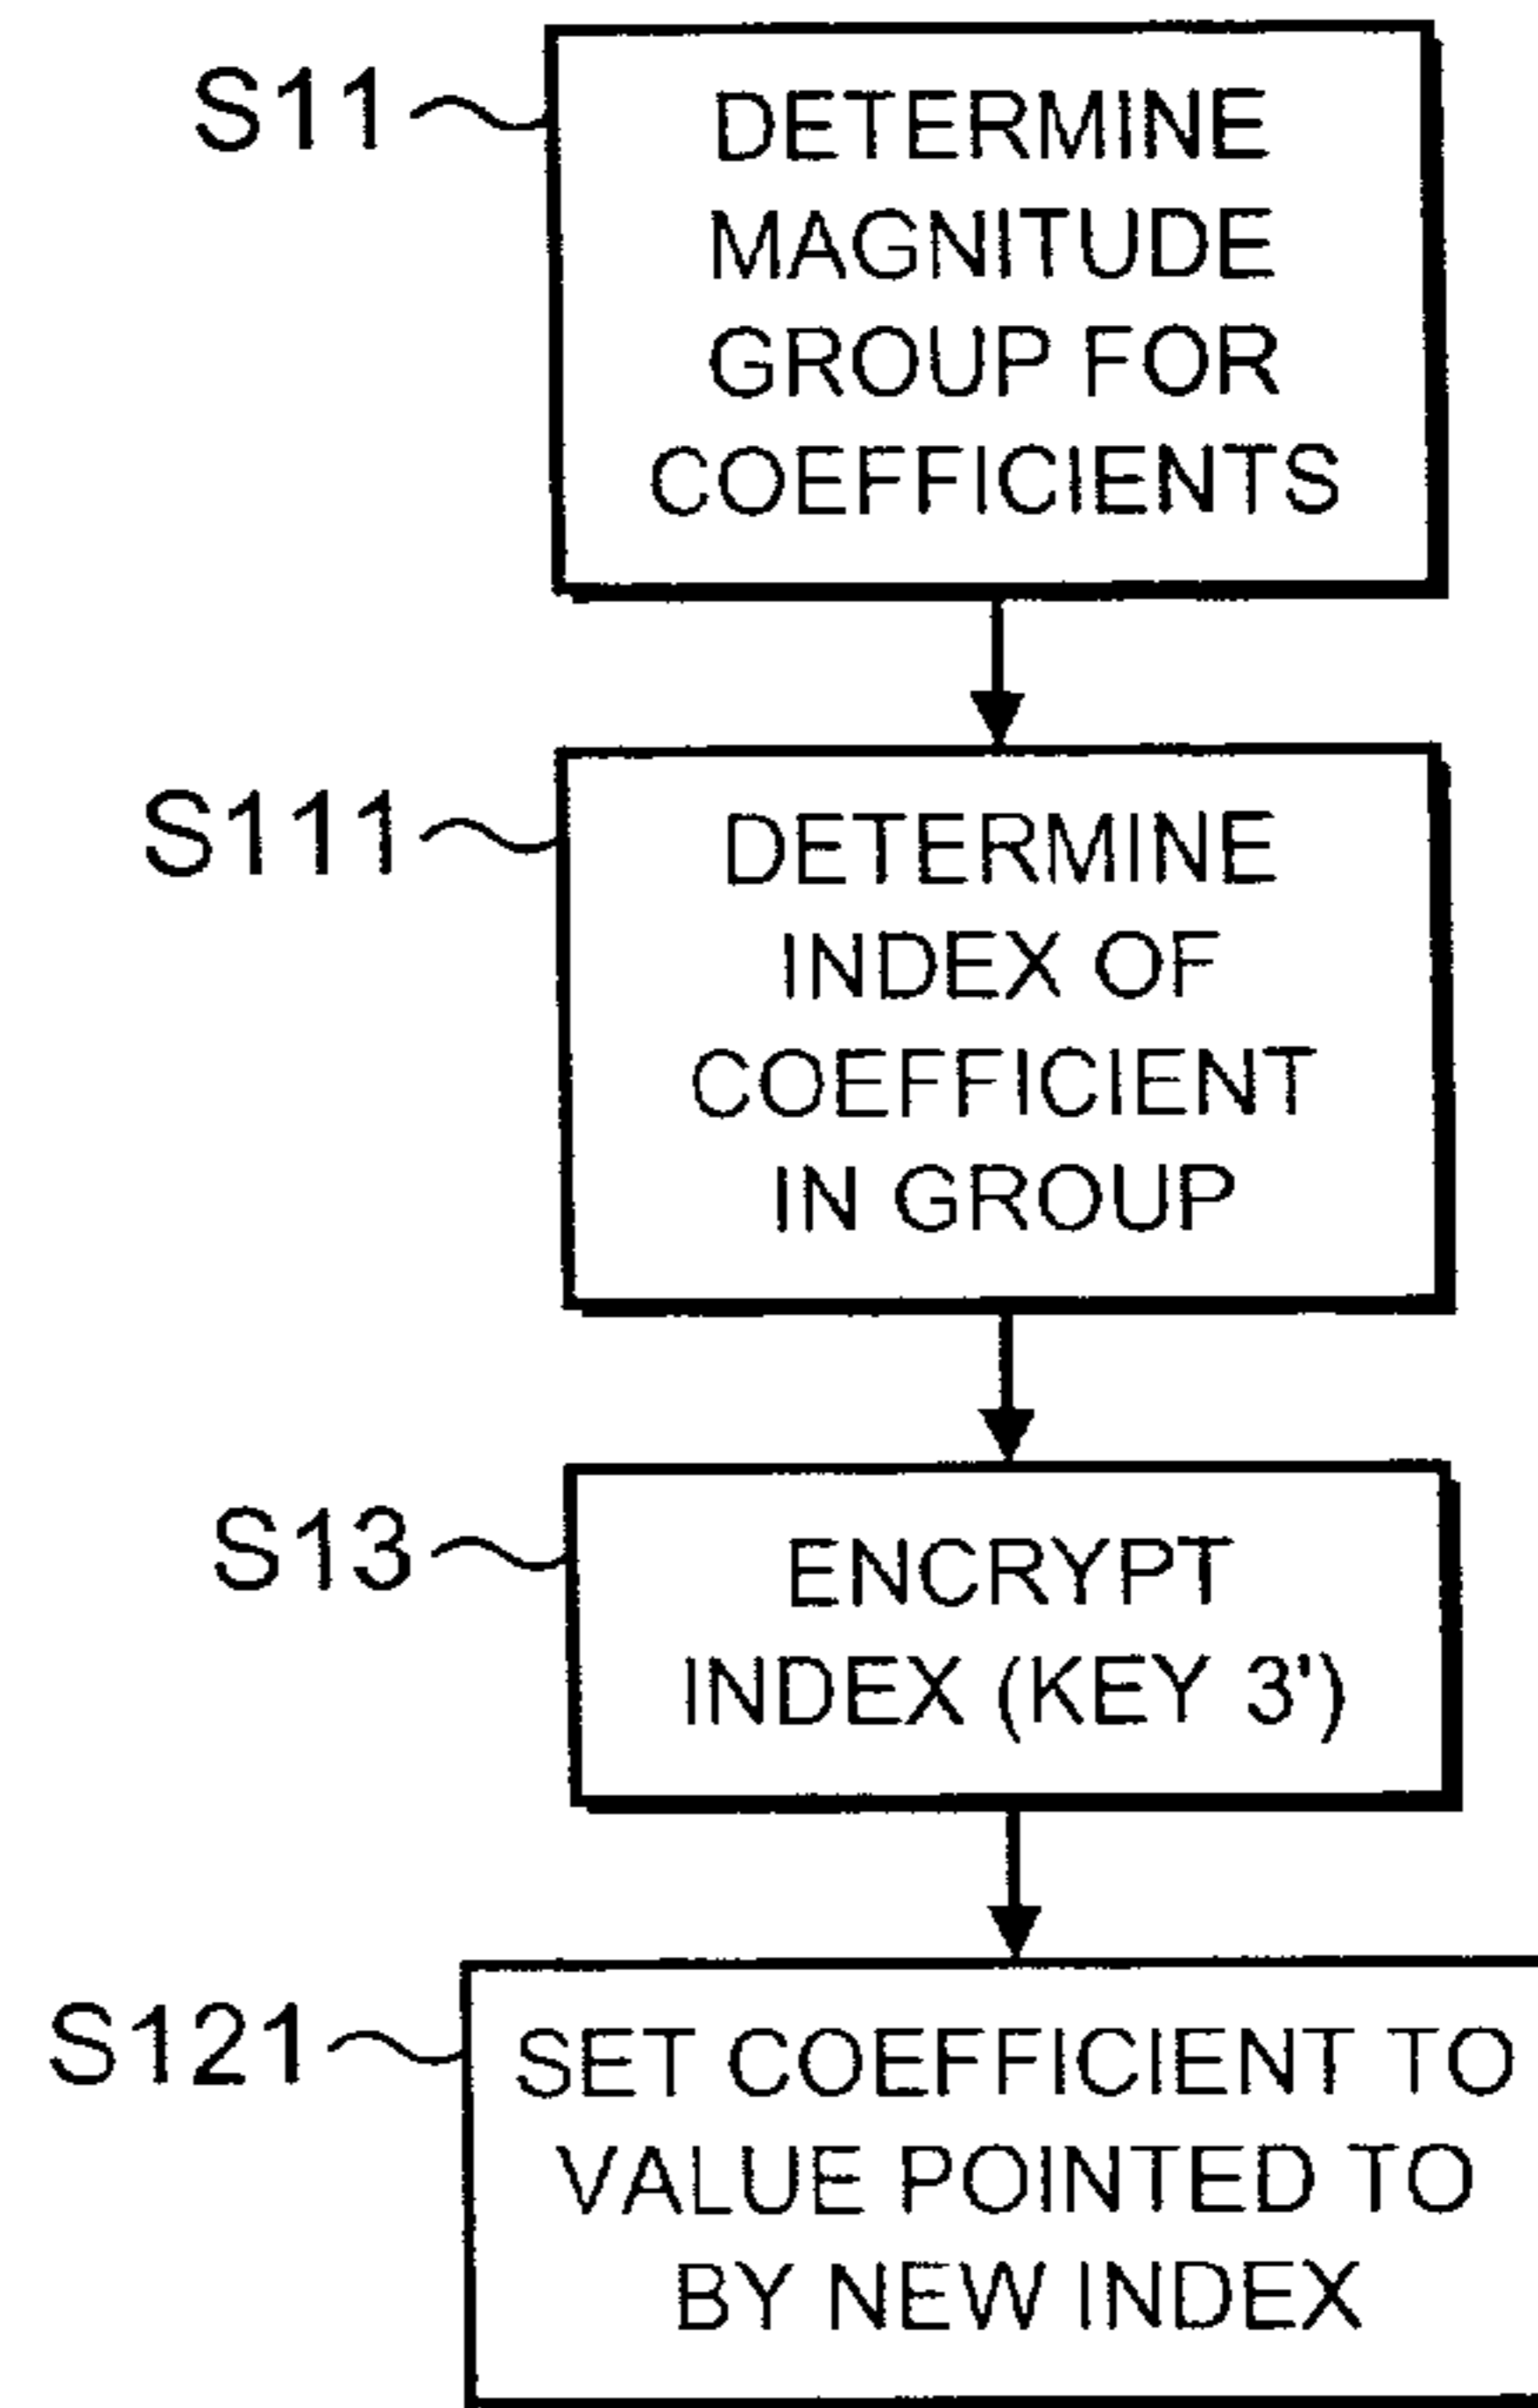 S11
DETERMINE
MAGNITUDE
GROUP FOR
COEFFICIENTS
S111
DETERMINE
INDEX OF
COEFFICIENT
IN GROUP
S13
ENCRYPT
INDEX (KEY 3')
S121
SET COEFFICIENT TO
VALUE POINTED TO
BY NEW INDEX